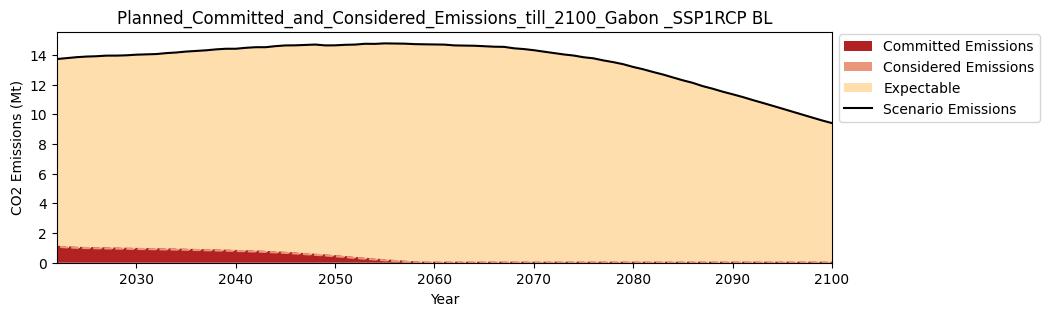 Planned_Committed_and_Considered_Emissions_till_2100_Gabon _SSP1RCP BL
CO2 Emissions (Mt)
14
12
10
8
6
4
2
0
2030 2040 2050 2060 2070 2080 2090 2100
Year
Committed Emissions
Considered Emissions
Expectable
Scenario Emissions